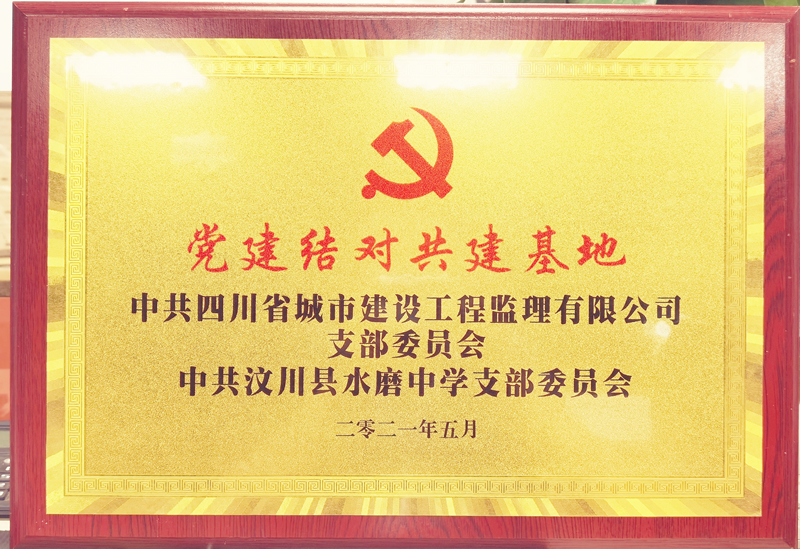 党建结对共建基地
中共四川省城市建设工程监理有限公司
支部委员会
中共汶川县水磨中学支部委员会
二零二一年五月